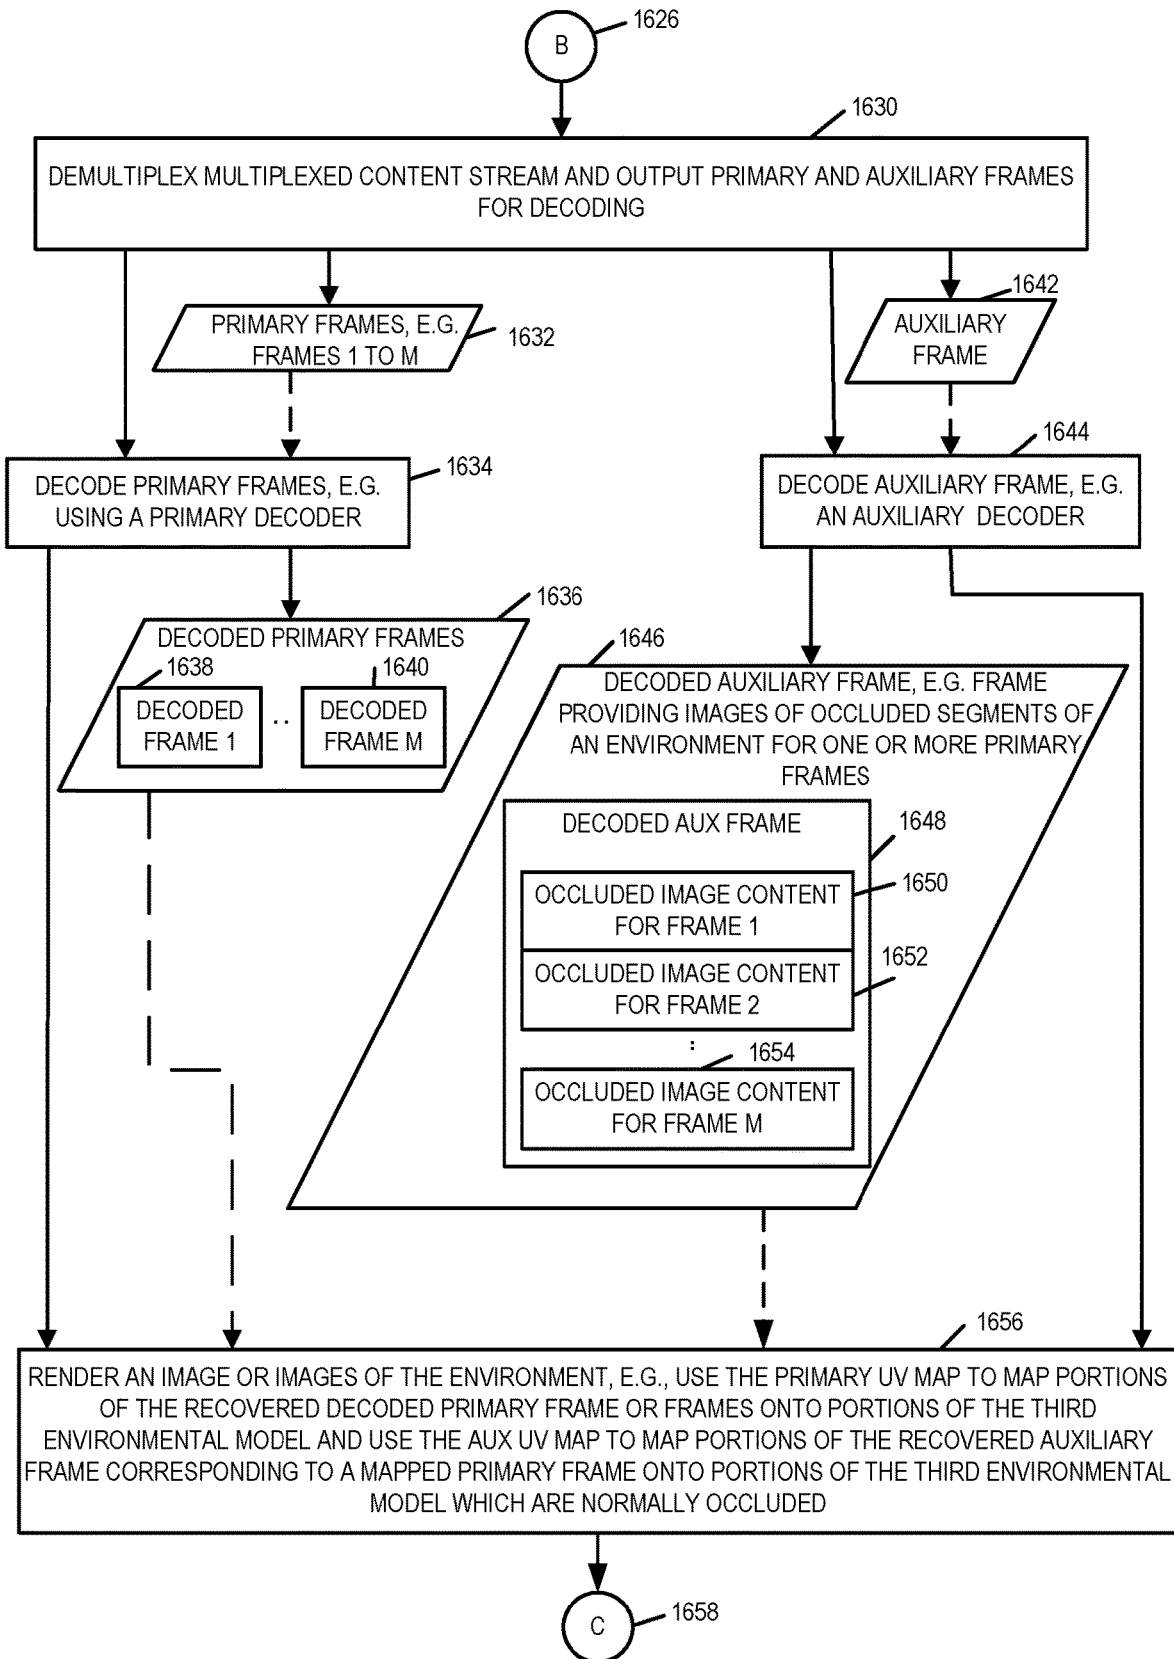 B
1626
1630
DEMULTIPLEX MULTIPLEXED CONTENT STREAM AND OUTPUT PRIMARY AND AUXILIARY FRAMES
FOR DECODING
PRIMARY FRAMES, E.G.
FRAMES 1 TO M
1632
1642
AUXILIARY
FRAME
1634
DECODE PRIMARY FRAMES, E.G.
USING A PRIMARY DECODER
1644
DECODE AUXILIARY FRAME, E.G.
AN AUXILIARY DECODER
1636
DECODED PRIMARY FRAMES
1638
DECODED
FRAME 1
..
1640
DECODED
FRAME M
1646
DECODED AUXILIARY FRAME, E.G. FRAME
PROVIDING IMAGES OF OCCLUDED SEGMENTS OF
AN ENVIRONMENT FOR ONE OR MORE PRIMARY
FRAMES
DECODED AUX FRAME
1648
OCCLUDED IMAGE CONTENT
FOR FRAME 1
1650
OCCLUDED IMAGE CONTENT
FOR FRAME 2
1652
:
1654
OCCLUDED IMAGE CONTENT
FOR FRAME M
1656
RENDER AN IMAGE OR IMAGES OF THE ENVIRONMENT, E.G., USE THE PRIMARY UV MAP TO MAP PORTIONS
OF THE RECOVERED DECODED PRIMARY FRAME OR FRAMES ONTO PORTIONS OF THE THIRD
ENVIRONMENTAL MODEL AND USE THE AUX UV MAP TO MAP PORTIONS OF THE RECOVERED AUXILIARY
FRAME CORRESPONDING TO A MAPPED PRIMARY FRAME ONTO PORTIONS OF THE THIRD ENVIRONMENTAL
MODEL WHICH ARE NORMALLY OCCLUDED
C
1658